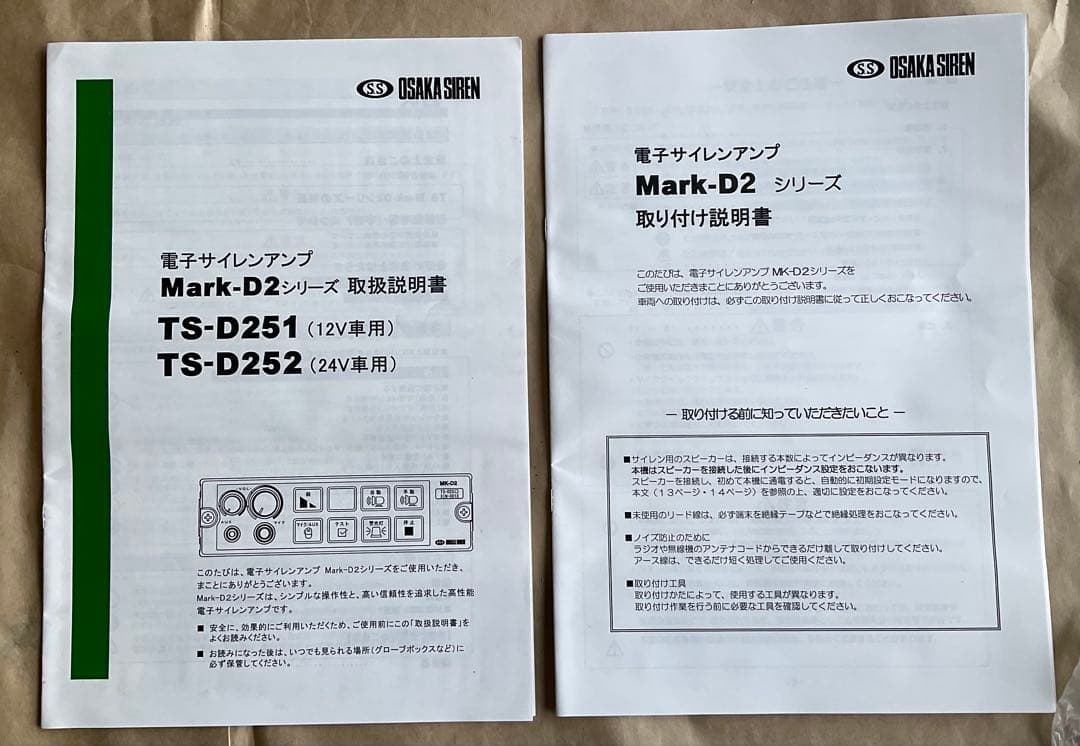 S.S OSAKA SIREN
電子サイレンアンプ
Mark-D2シリーズ 取扱説明書
TS-D251 (12V車用)
TS-D252 (24V車用)
MK-D2
VOL
自動
手動
AUX
マイク
マイク/AUX
テスト
警光灯
停止
このたびは、電子サイレンアンプ Mark-D2シリーズをご使用いただき、
まことにありがとうございます。
Mark-D2シリーズは、シンプルな操作性と、高い信頼性を追求した高性能
電子サイレンアンプです。
■ 安全に、効果的にご利用いただくため、ご使用前にこの「取扱説明書」を
よくお読みください。
■ お読みになった後は、いつでも見られる場所(グローブボックスなど)に
必ず保管してください。
S.S OSAKA SIREN
電子サイレンアンプ
Mark-D2 シリーズ
取り付け説明書
このたびは、電子サイレンアンプ MK-D2シリーズを
ご使用いただきまことにありがとうございます。
車両への取り付けは、必ずこの取り付け説明書に従って正しくおこなってください。
― 取り付ける前に知っていただきたいこと ―
■サイレン用のスピーカーは、接続する本数によってインピーダンスが異なります。
本機はスピーカーを接続した後にインピーダンス設定をおこないます。
スピーカーを接続し、初めて本機に通電すると、自動的に初期設定モードになりますので、
本文(13ページ・14ページ)を参照の上、適切に設定をおこなってください。
■未使用のリード線は、必ず端末を絶縁テープなどで絶縁処理をおこなってください。
■ノイズ防止のために
ラジオや無線機のアンテナコードからできるだけ離して取り付けしてください。
アース線は、できるだけ短く処理してご使用ください。
■取り付け工具
取り付けかたによって、使用する工具が異なります。
取り付け作業を行う前に必要な工具を確認してください。